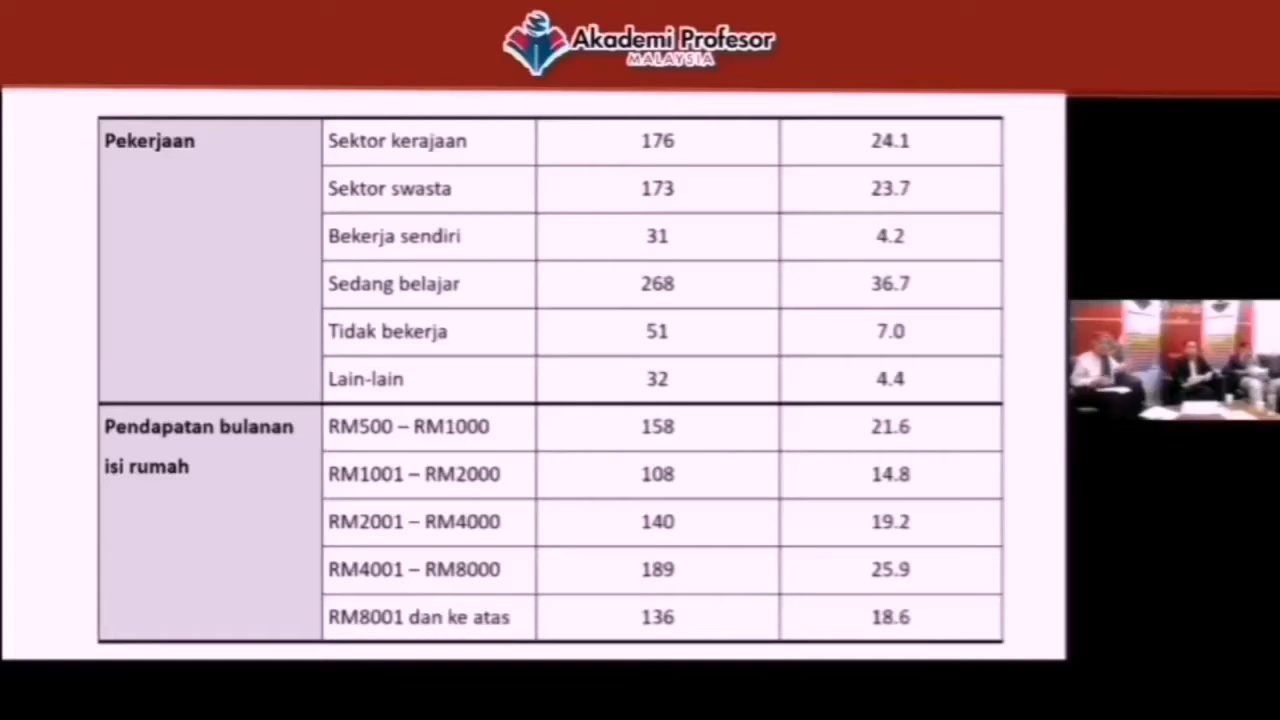 Akademi Profesor
MALAYSIA
Pekerjaan Sektor kerajaan 176 24.1
Sektor swasta 173 23.7
Bekerja sendiri 31 4.2
Sedang belajar 268 36.7
Tidak bekerja 51 7.0
Lain-lain 32 4.4
Pendapatan bulanan RM500 – RM1000 158 21.6
isi rumah
RM1001 – RM2000 108 14.8
RM2001 – RM4000 140 19.2
RM4001 – RM8000 189 25.9
RM8001 dan ke atas 136 18.6